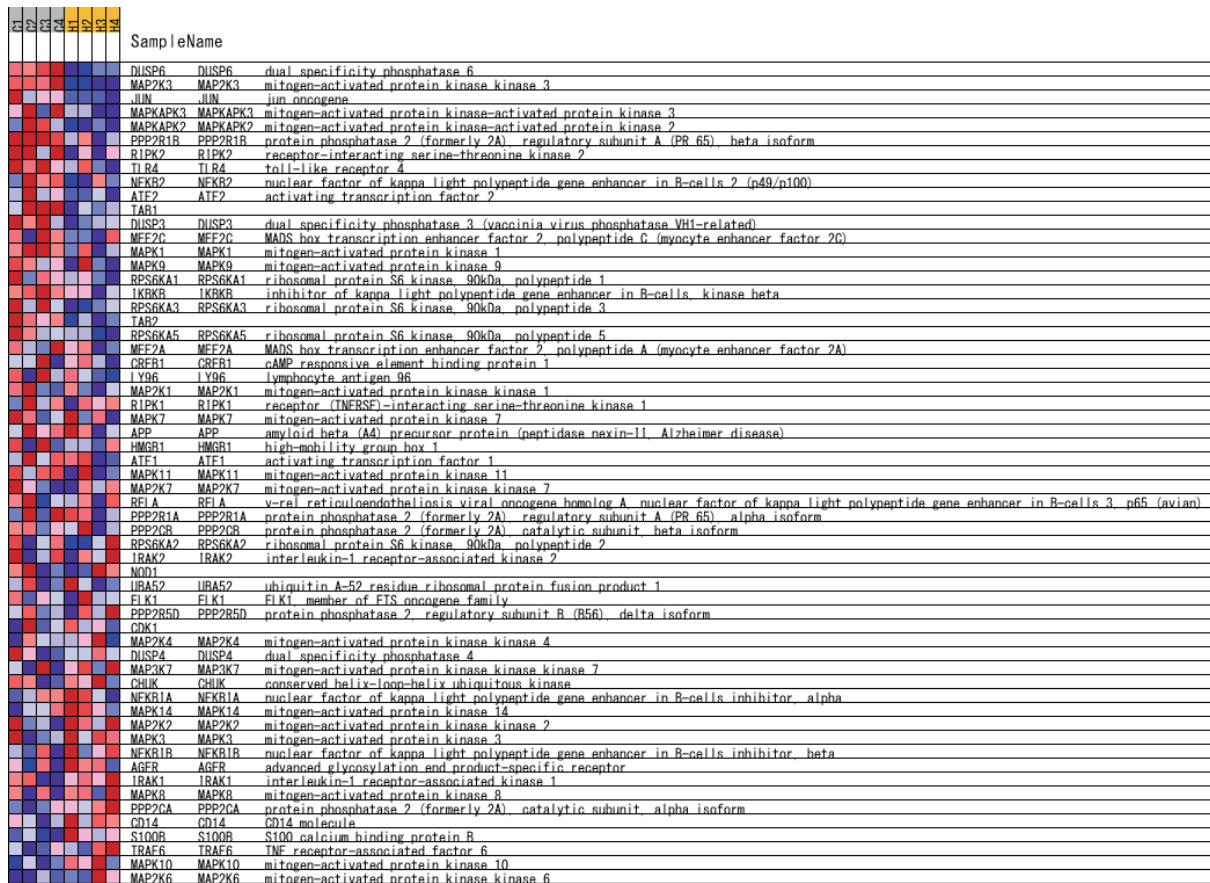 C1 C2 C3 C4 H1 H2 H3 H4
SampleName
DUSP6 DUSP6 dual specificity phosphatase 6
MAP2K3 MAP2K3 mitogen-activated protein kinase kinase 3
JUN JUN jun oncogene
MAPKAPK3 MAPKAPK3 mitogen-activated protein kinase-activated protein kinase 3
MAPKAPK2 MAPKAPK2 mitogen-activated protein kinase-activated protein kinase 2
PPP2R1B PPP2R1B protein phosphatase 2 (formerly 2A), regulatory subunit A (PR 65), beta isoform
RIPK2 RIPK2 receptor-interacting serine-threonine kinase 2
TLR4 TLR4 toll-like receptor 4
NFKB2 NFKB2 nuclear factor of kappa light polypeptide gene enhancer in B-cells 2 (p49/p100)
ATF2 ATF2 activating transcription factor 2
TAB1
DUSP3 DUSP3 dual specificity phosphatase 3 (vaccinia virus phosphatase VH1-related)
MEF2C MEF2C MADS box transcription enhancer factor 2, polypeptide C (myocyte enhancer factor 2C)
MAPK1 MAPK1 mitogen-activated protein kinase 1
MAPK9 MAPK9 mitogen-activated protein kinase 9
RPS6KA1 RPS6KA1 ribosomal protein S6 kinase, 90kDa, polypeptide 1
IKBKB IKBKB inhibitor of kappa light polypeptide gene enhancer in B-cells, kinase beta
RPS6KA3 RPS6KA3 ribosomal protein S6 kinase, 90kDa, polypeptide 3
TAB2
RPS6KA5 RPS6KA5 ribosomal protein S6 kinase, 90kDa, polypeptide 5
MEF2A MEF2A MADS box transcription enhancer factor 2, polypeptide A (myocyte enhancer factor 2A)
CREB1 CREB1 cAMP responsive element binding protein 1
LY96 LY96 lymphocyte antigen 96
MAP2K1 MAP2K1 mitogen-activated protein kinase kinase 1
RIPK1 RIPK1 receptor (TNFRSF)-interacting serine-threonine kinase 1
MAPK7 MAPK7 mitogen-activated protein kinase 7
APP APP amyloid beta (A4) precursor protein (peptidase nexin-II, Alzheimer disease)
HMGB1 HMGB1 high-mobility group box 1
ATF1 ATF1 activating transcription factor 1
MAPK11 MAPK11 mitogen-activated protein kinase 11
MAP2K7 MAP2K7 mitogen-activated protein kinase kinase 7
RELA RELA v-rel reticuloendotheliosis viral oncogene homolog A, nuclear factor of kappa light polypeptide gene enhancer in B-cells 3, p65 (avian)
PPP2R1A PPP2R1A protein phosphatase 2 (formerly 2A), regulatory subunit A (PR 65), alpha isoform
PPP2CB PPP2CB protein phosphatase 2 (formerly 2A), catalytic subunit, beta isoform
RPS6KA2 RPS6KA2 ribosomal protein S6 kinase, 90kDa, polypeptide 2
IRAK2 IRAK2 interleukin-1 receptor-associated kinase 2
NOD1
UBA52 UBA52 ubiquitin A-52 residue ribosomal protein fusion product 1
ELK1 ELK1 ELK1, member of ETS oncogene family
PPP2R5D PPP2R5D protein phosphatase 2, regulatory subunit B (B56), delta isoform
CDK1
MAP2K4 MAP2K4 mitogen-activated protein kinase kinase 4
DUSP4 DUSP4 dual specificity phosphatase 4
MAP3K7 MAP3K7 mitogen-activated protein kinase kinase kinase 7
CHUK CHUK conserved helix-loop-helix ubiquitous kinase
NFKBIA NFKBIA nuclear factor of kappa light polypeptide gene enhancer in B-cells inhibitor, alpha
MAPK14 MAPK14 mitogen-activated protein kinase 14
MAP2K2 MAP2K2 mitogen-activated protein kinase kinase 2
MAPK3 MAPK3 mitogen-activated protein kinase 3
NFKBIB NFKBIB nuclear factor of kappa light polypeptide gene enhancer in B-cells inhibitor, beta
AGER AGER advanced glycosylation end product-specific receptor
IRAK1 IRAK1 interleukin-1 receptor-associated kinase 1
MAPK8 MAPK8 mitogen-activated protein kinase 8
PPP2CA PPP2CA protein phosphatase 2 (formerly 2A), catalytic subunit, alpha isoform
CD14 CD14 CD14 molecule
S100B S100B S100 calcium binding protein B
TRAF6 TRAF6 TNF receptor-associated factor 6
MAPK10 MAPK10 mitogen-activated protein kinase 10
MAP2K6 MAP2K6 mitogen-activated protein kinase kinase 6